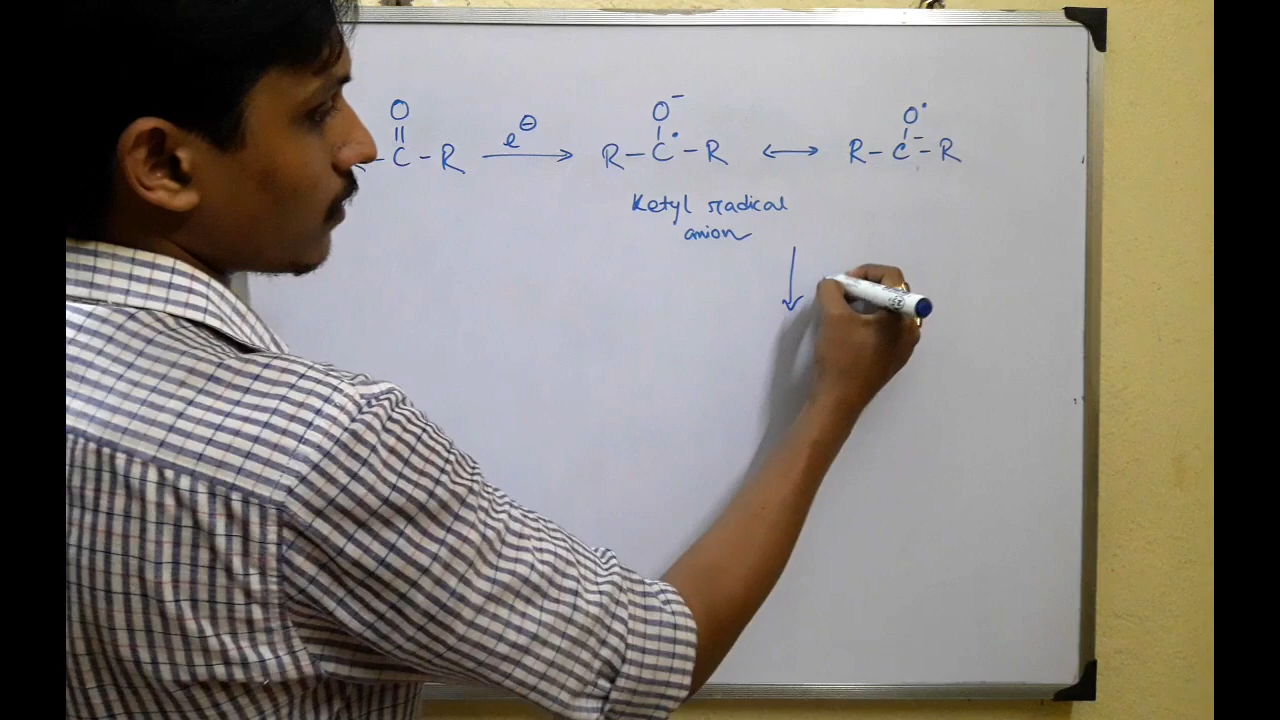 O   e⊖   O⁻   O•
||   |   |
–C–R ⟶ R–C•–R ⟷ R–C⁻–R
Ketyl radical
anion
↓